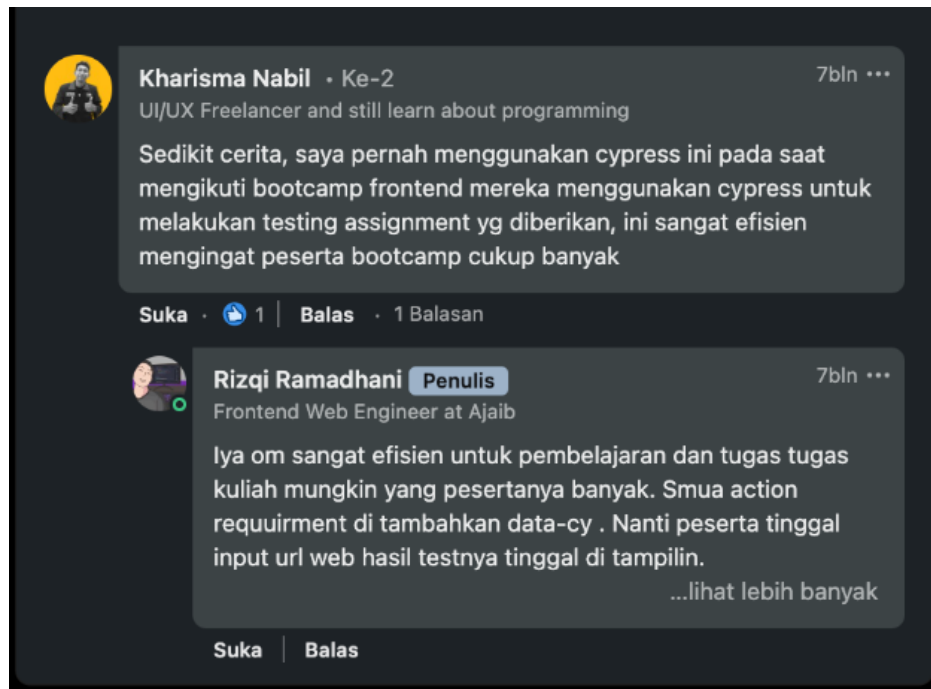 Kharisma Nabil • Ke-2
7bln •••
UI/UX Freelancer and still learn about programming
Sedikit cerita, saya pernah menggunakan cypress ini pada saat
mengikuti bootcamp frontend mereka menggunakan cypress untuk
melakukan testing assignment yg diberikan, ini sangat efisien
mengingat peserta bootcamp cukup banyak
Suka · 1 | Balas · 1 Balasan
Rizqi Ramadhani Penulis
7bln •••
Frontend Web Engineer at Ajaib
Iya om sangat efisien untuk pembelajaran dan tugas tugas
kuliah mungkin yang pesertanya banyak. Smua action
requuirment di tambahkan data-cy . Nanti peserta tinggal
input url web hasil testnya tinggal di tampilin.
...lihat lebih banyak
Suka | Balas